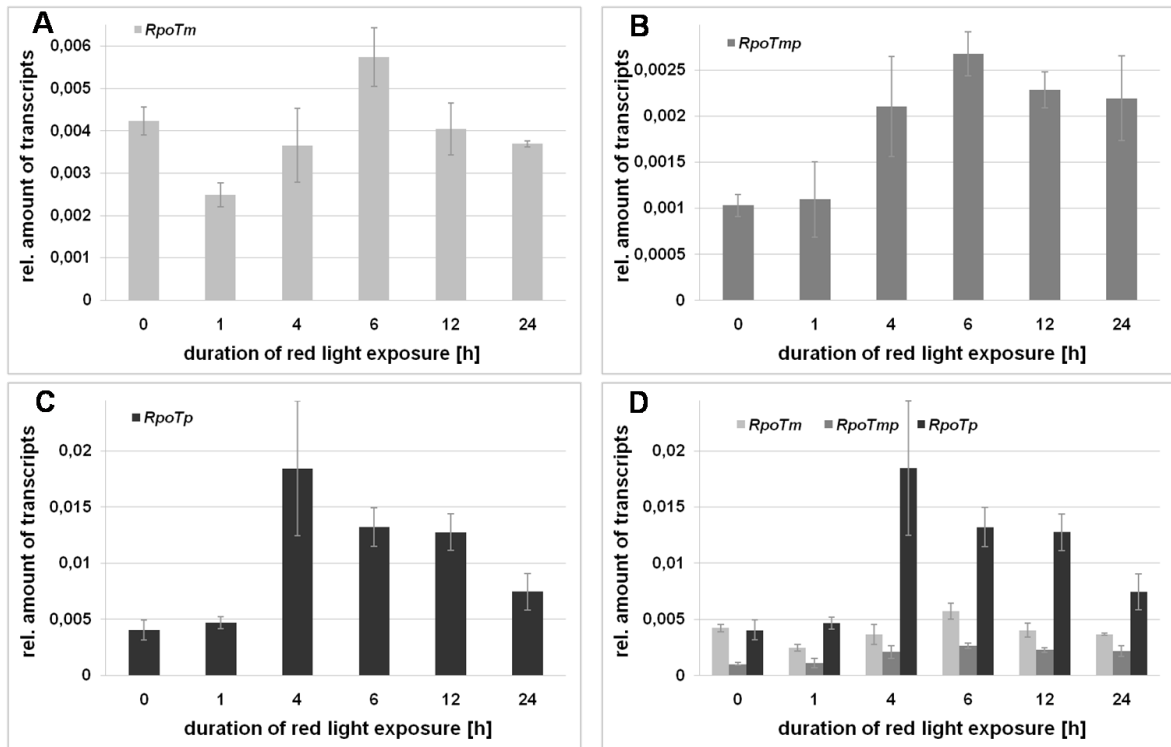 A
RpoTm
rel. amount of transcripts
0,006
0,005
0,004
0,003
0,002
0,001
0
0 1 4 6 12 24
duration of red light exposure [h]
B
RpoTmp
rel. amount of transcripts
0,0025
0,002
0,0015
0,001
0,0005
0
0 1 4 6 12 24
duration of red light exposure [h]
C
RpoTp
rel. amount of transcripts
0,02
0,015
0,01
0,005
0
0 1 4 6 12 24
duration of red light exposure [h]
D
RpoTm RpoTmp RpoTp
rel. amount of transcripts
0,02
0,015
0,01
0,005
0
0 1 4 6 12 24
duration of red light exposure [h]